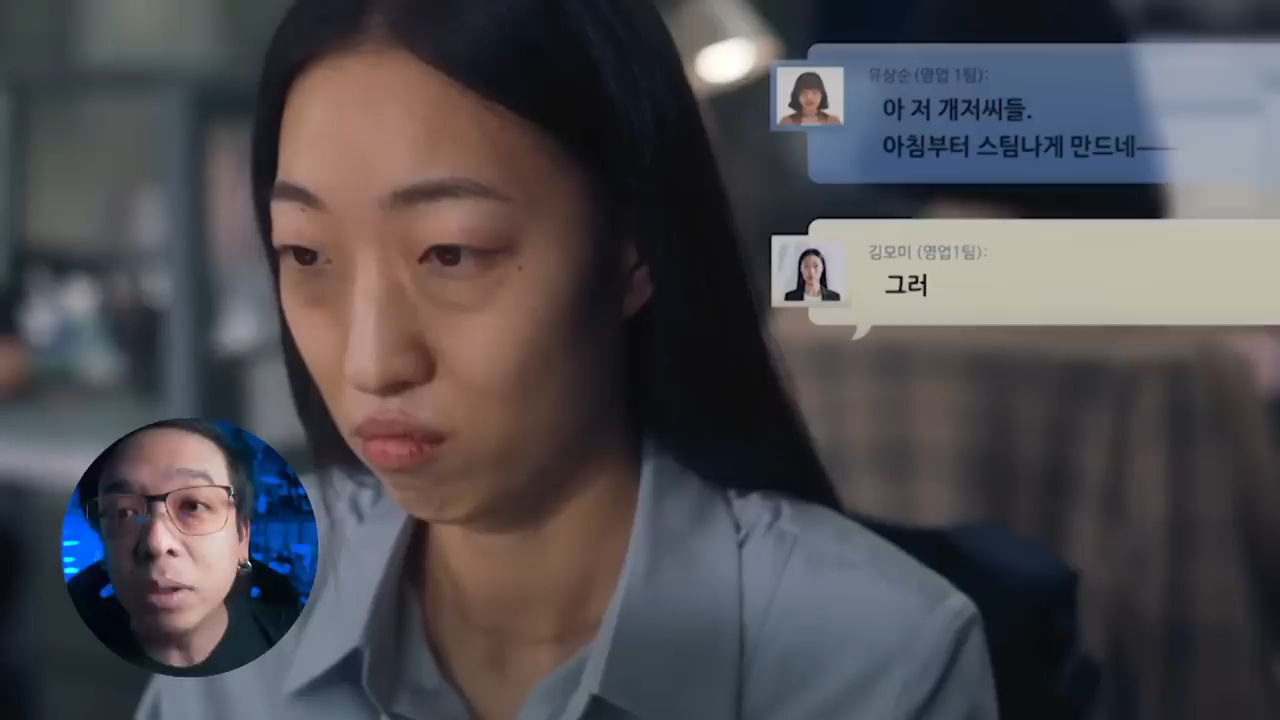 유상순 (영업 1팀):
아 저 개저씨들.
아침부터 스팀나게 만드네——
김모미 (영업1팀):
그러